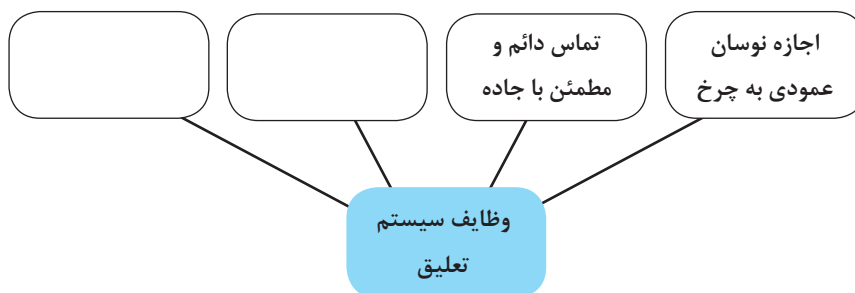 اجازه نوسان
عمودی به چرخ
تماس دائم و
مطمئن با جاده
وظایف سیستم
تعلیق